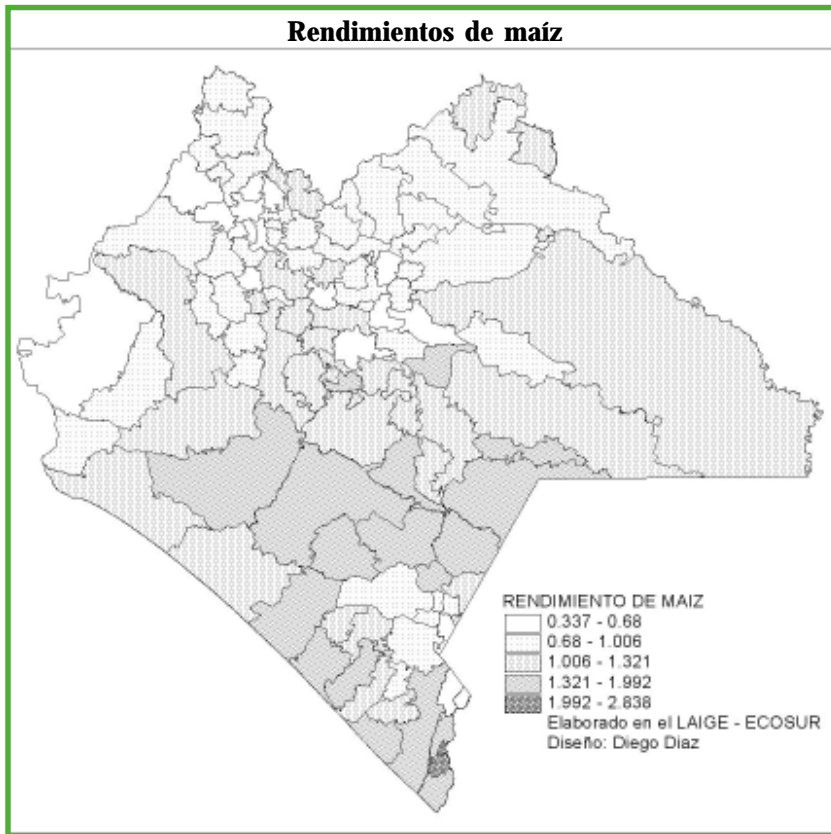 Rendimientos de maíz
RENDIMIENTO DE MAIZ
0.337 - 0.68
0.68 - 1.006
1.006 - 1.321
1.321 - 1.992
1.992 - 2.838
Elaborado en el LAIGE - ECOSUR
Diseño: Diego Diaz